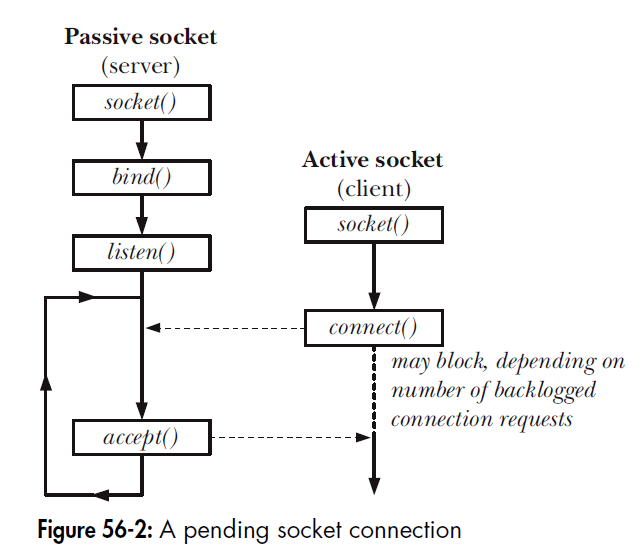 Passive socket
(server)
socket()
bind()
listen()
accept()
Active socket
(client)
socket()
connect()
may block, depending on
number of backlogged
connection requests
Figure 56-2: A pending socket connection